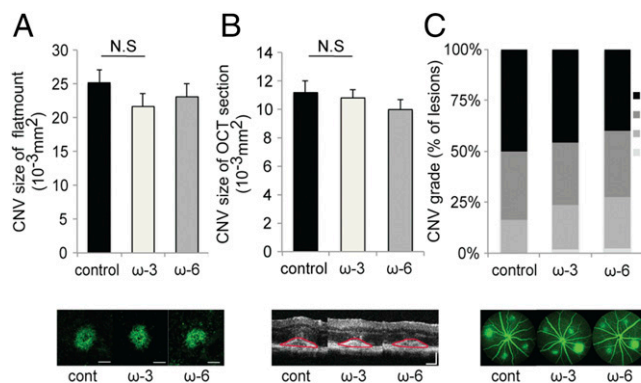 A
N.S
CNV size of flatmount
(10-3mm2)
30
25
20
15
10
5
0
control ω-3 ω-6
cont ω-3 ω-6
B
N.S
CNV size of OCT section
(10-3mm2)
14
12
10
8
6
4
2
0
control ω-3 ω-6
cont ω-3 ω-6
C
CNV grade (% of lesions)
100%
75%
50%
25%
0%
control ω-3 ω-6
cont ω-3 ω-6